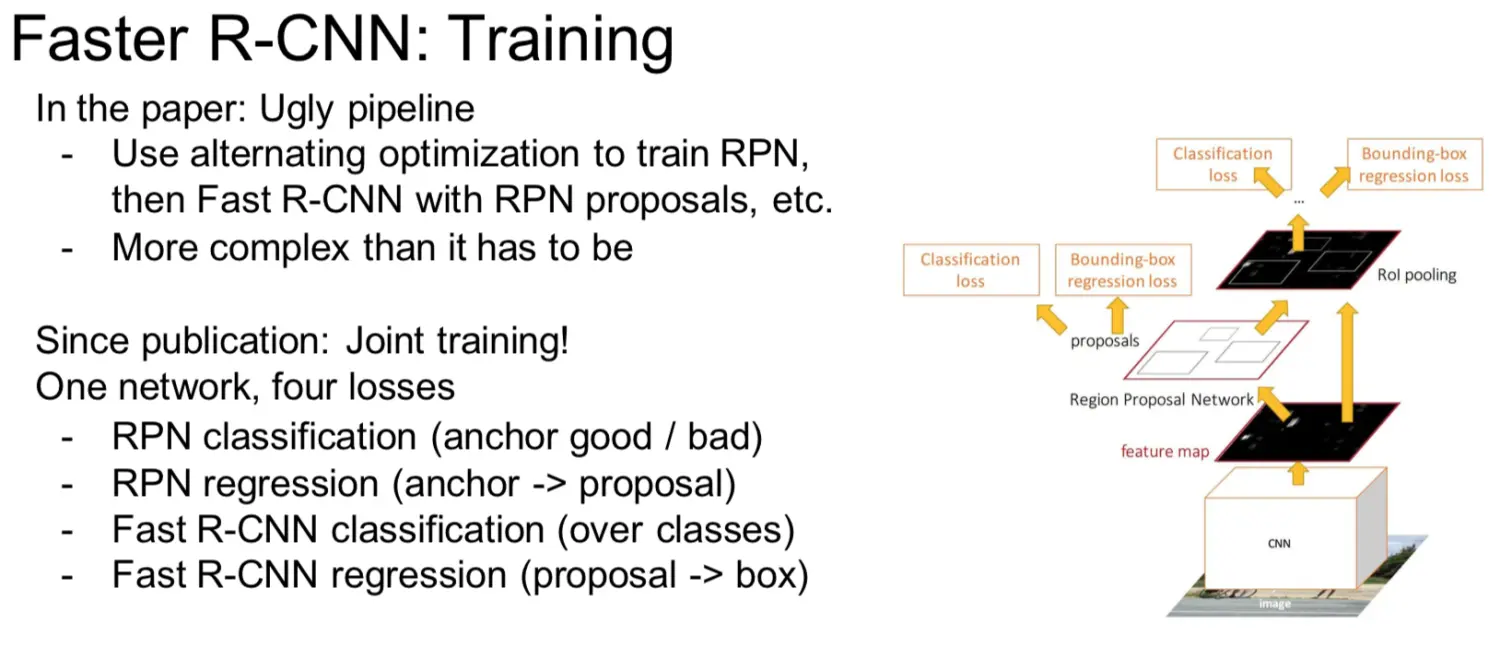 Faster R-CNN: Training
In the paper: Ugly pipeline
- Use alternating optimization to train RPN,
then Fast R-CNN with RPN proposals, etc.
- More complex than it has to be
Since publication: Joint training!
One network, four losses
- RPN classification (anchor good / bad)
- RPN regression (anchor -> proposal)
- Fast R-CNN classification (over classes)
- Fast R-CNN regression (proposal -> box)
Classification
loss
Bounding-box
regression loss
...
Classification
loss
Bounding-box
regression loss
RoI pooling
proposals
Region Proposal Network
feature map
CNN
image